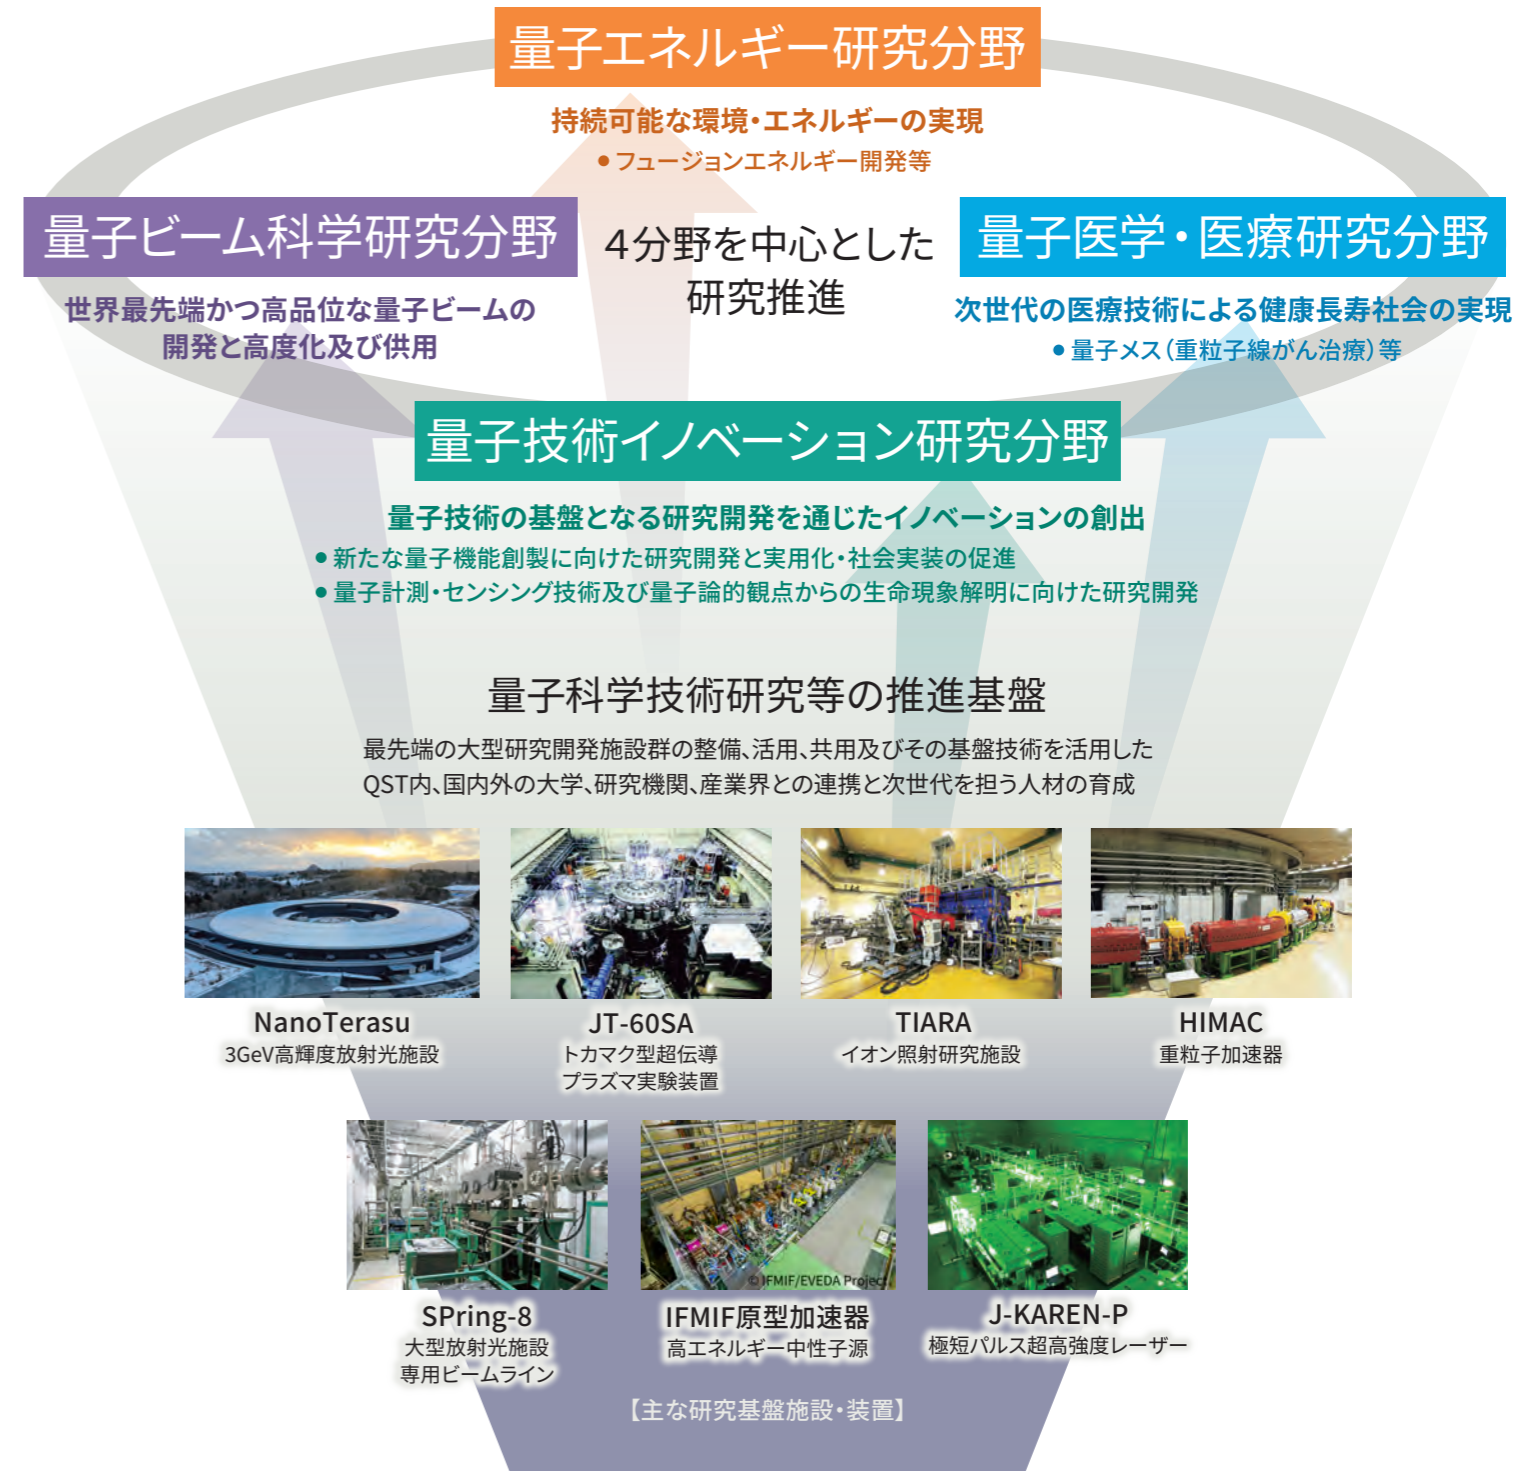 量子エネルギー研究分野
持続可能な環境・エネルギーの実現
●フュージョンエネルギー開発等
量子ビーム科学研究分野
世界最先端かつ高品位な量子ビームの
開発と高度化及び供用
4分野を中心とした
研究推進
量子医学・医療研究分野
次世代の医療技術による健康長寿社会の実現
●量子メス（重粒子線がん治療）等
量子技術イノベーション研究分野
量子技術の基盤となる研究開発を通じたイノベーションの創出
●新たな量子機能創製に向けた研究開発と実用化・社会実装の促進
●量子計測・センシング技術及び量子論的観点からの生命現象解明に向けた研究開発
量子科学技術研究等の推進基盤
最先端の大型研究開発施設群の整備、活用、共用及びその基盤技術を活用した
QST内、国内外の大学、研究機関、産業界との連携と次世代を担う人材の育成
NanoTerasu
3GeV高輝度放射光施設
JT-60SA
トカマク型超伝導
プラズマ実験装置
TIARA
イオン照射研究施設
HIMAC
重粒子加速器
© IFMIF/EVEDA Project.
SPring-8
大型放射光施設
専用ビームライン
IFMIF原型加速器
高エネルギー中性子源
J-KAREN-P
極短パルス超高強度レーザー
【主な研究基盤施設・装置】